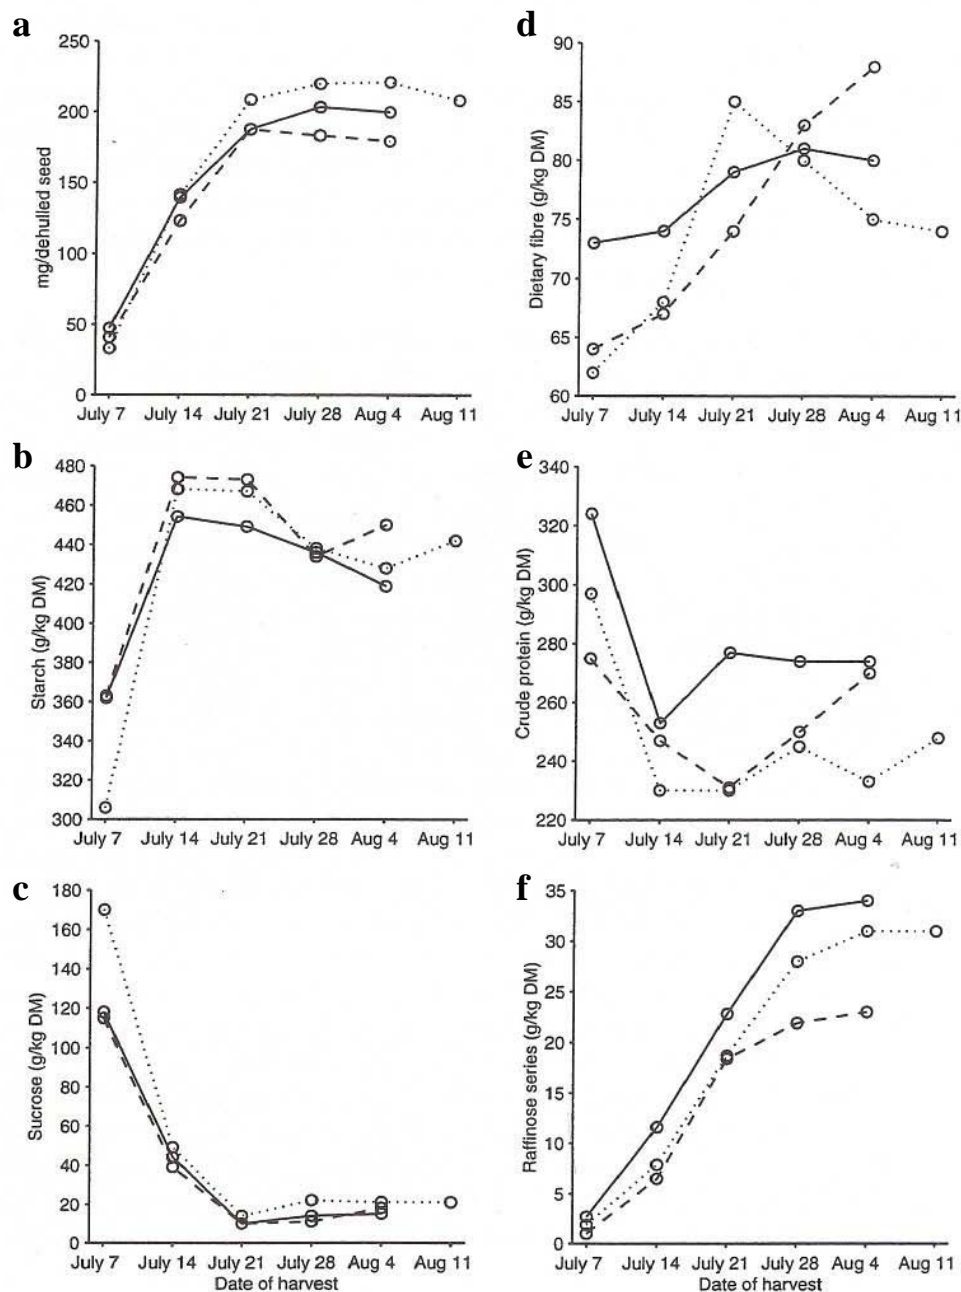 a
250
200
150
100
50
0
mg/dehulled seed
July 7 July 14 July 21 July 28 Aug 4 Aug 11
d
90
85
80
75
70
65
60
Dietary fibre (g/kg DM)
July 7 July 14 July 21 July 28 Aug 4 Aug 11
b
480
460
440
420
400
380
360
340
320
300
Starch (g/kg DM)
July 7 July 14 July 21 July 28 Aug 4 Aug 11
e
340
320
300
280
260
240
220
Crude protein (g/kg DM)
July 7 July 14 July 21 July 28 Aug 4 Aug 11
c
180
160
140
120
100
80
60
40
20
0
Sucrose (g/kg DM)
July 7 July 14 July 21 July 28 Aug 4 Aug 11
Date of harvest
f
35
30
25
20
15
10
5
0
Raffinose series (g/kg DM)
July 7 July 14 July 21 July 28 Aug 4 Aug 11
Date of harvest